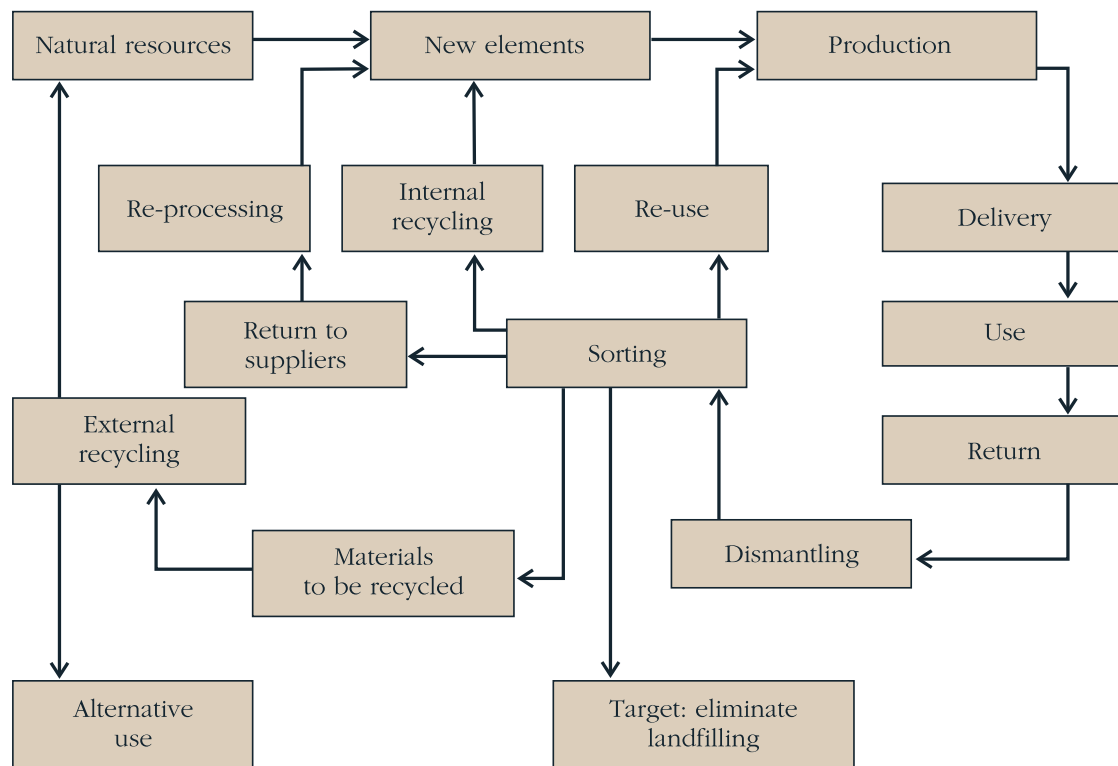 Natural resources
New elements
Production
Re-processing
Internal
recycling
Re-use
Delivery
Return to
suppliers
Sorting
Use
External
recycling
Return
Materials
to be recycled
Dismantling
Alternative
use
Target: eliminate
landfilling